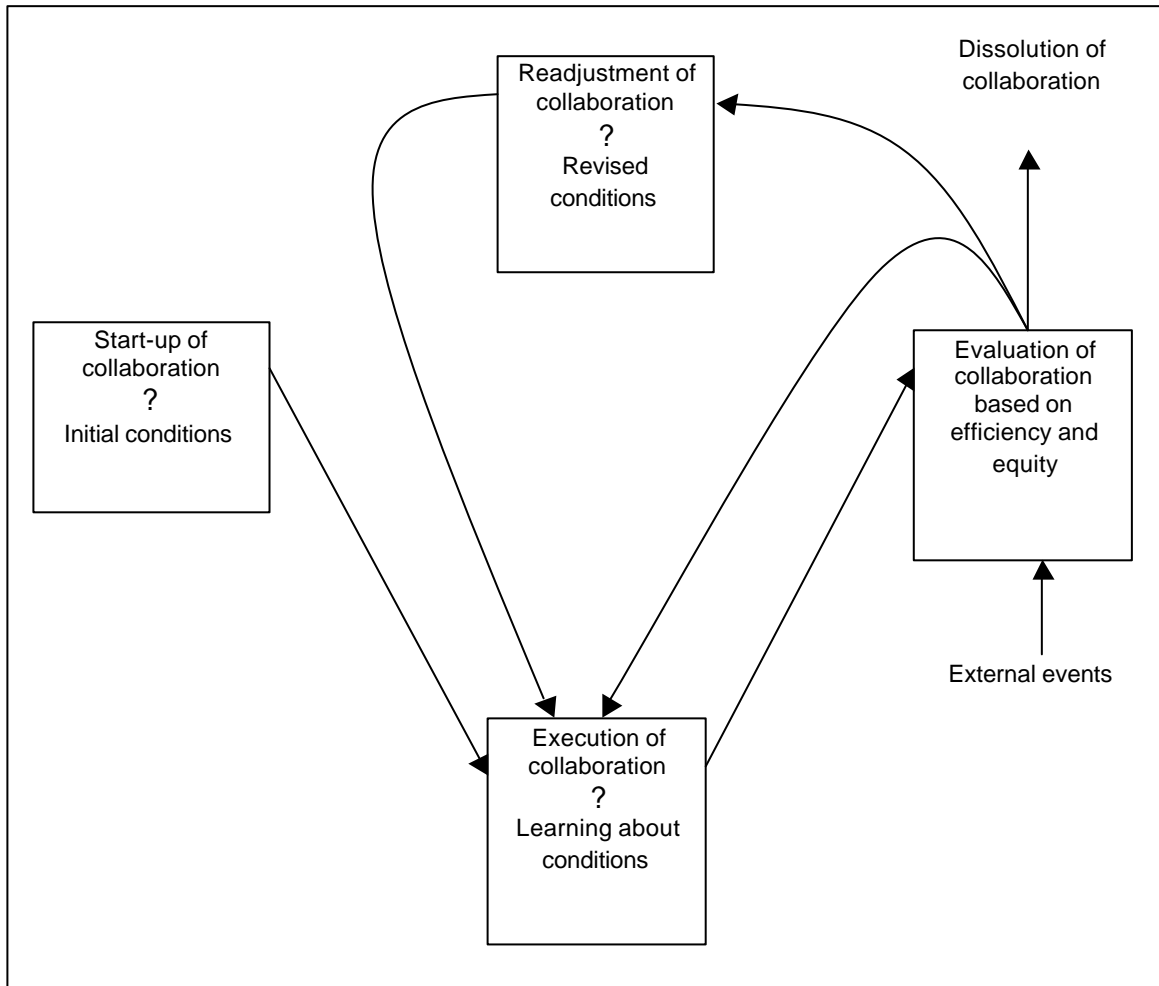 Dissolution of
collaboration
Readjustment of
collaboration
?
Revised
conditions
Start-up of
collaboration
?
Initial conditions
Evaluation of
collaboration
based on
efficiency and
equity
External events
Execution of
collaboration
?
Learning about
conditions